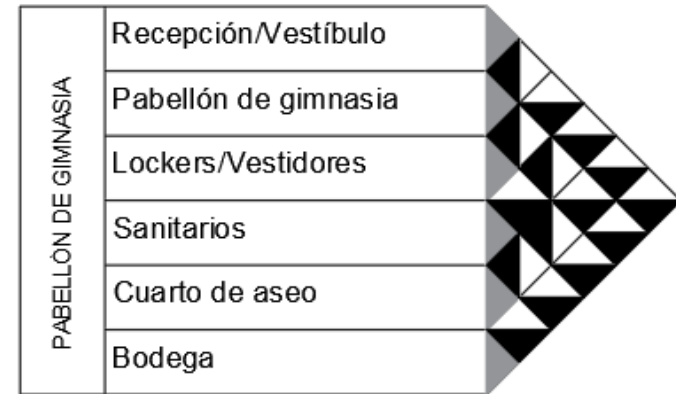 PABELLÓN DE GIMNASIA
Recepción/Vestíbulo
Pabellón de gimnasia
Lockers/Vestidores
Sanitarios
Cuarto de aseo
Bodega